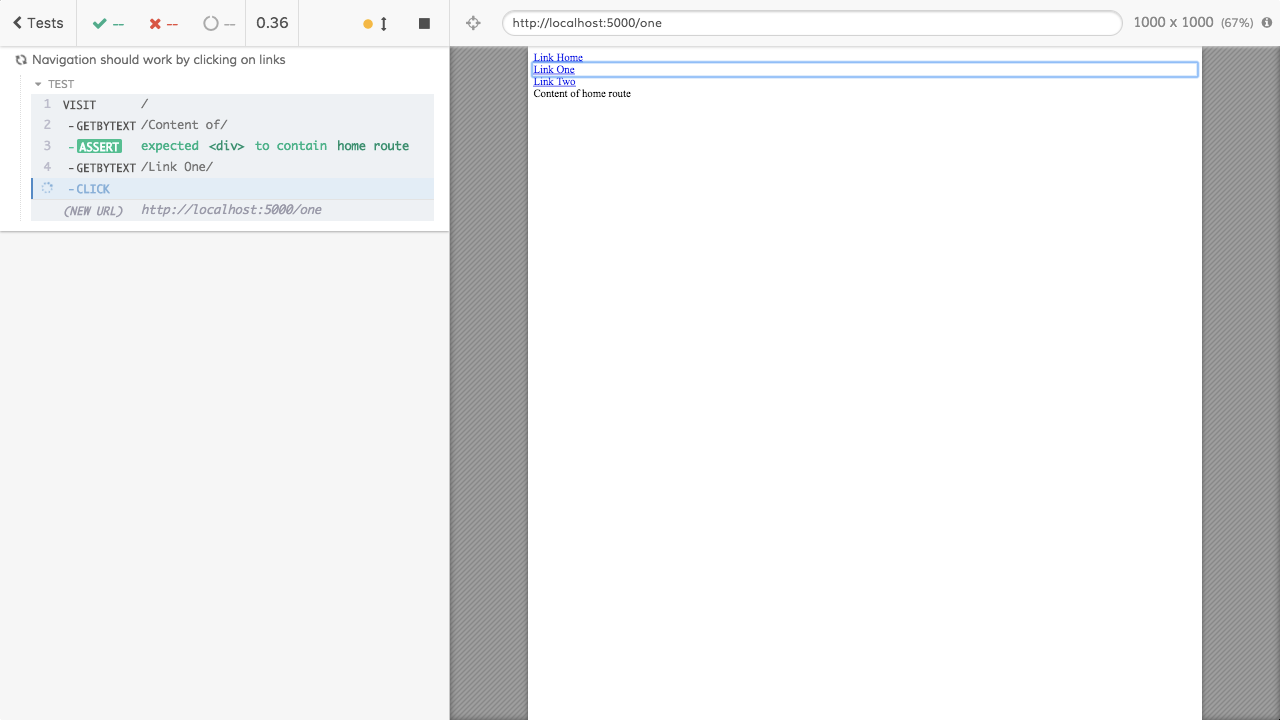 Tests -- -- -- 0.36 http://localhost:5000/one 1000 x 1000 (67%)
Navigation should work by clicking on links
TEST
1 VISIT /
2 -GETBYTEXT /Content of/
3 -ASSERT expected <div> to contain home route
4 -GETBYTEXT /Link One/
-CLICK
(NEW URL) http://localhost:5000/one
Link Home
Link One
Link Two
Content of home route